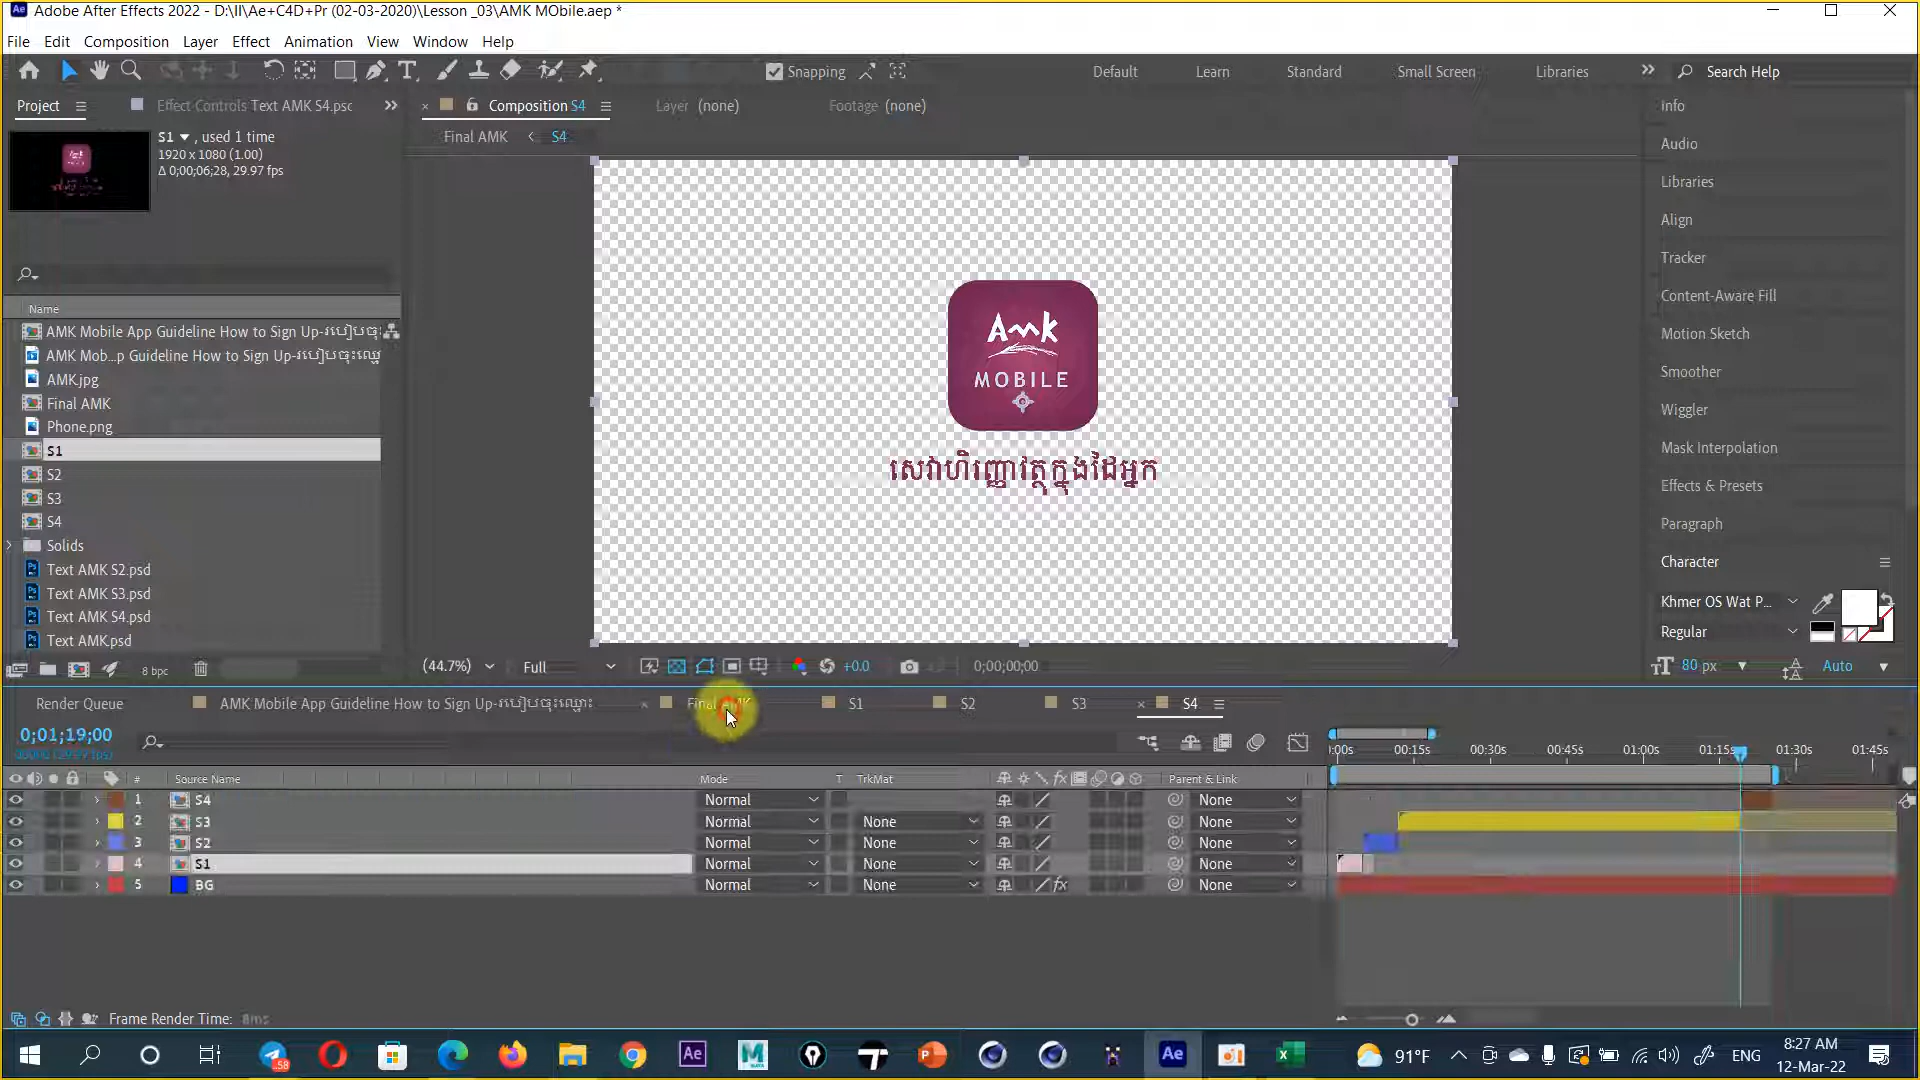 Adobe After Effects 2022 - D:\II\Ae+C4D+Pr (02-03-2020)\Lesson _03\AMK MObile.aep *
File Edit Composition Layer Effect Animation View Window Help
Snapping
Default Learn Standard Small Screen Libraries Search Help
Project Effect Controls Text AMK S4.psc Composition S4 Layer (none) Footage (none)
S1 , used 1 time
1920 x 1080 (1.00)
Δ 0;00;06;28, 29.97 fps
Final AMK S4
Name
AMK Mobile App Guideline How to Sign Up-របៀបចុះ
AMK Mob...p Guideline How to Sign Up-របៀបចុះឈ្មោ
AMK.jpg
Final AMK
Phone.png
S1
S2
S3
S4
Solids
Text AMK S2.psd
Text AMK S3.psd
Text AMK S4.psd
Text AMK.psd
8 bpc
Amk
MOBILE
សេវាហិរញ្ញវត្ថុក្នុងដៃអ្នក
(44.7%) Full +0.0 0;00;00;00
Info
Audio
Libraries
Align
Tracker
Content-Aware Fill
Motion Sketch
Smoother
Wiggler
Mask Interpolation
Effects & Presets
Paragraph
Character
Khmer OS Wat P...
Regular
80 px Auto
Render Queue AMK Mobile App Guideline How to Sign Up-របៀបចុះឈ្មោះ Final AMK S1 S2 S3 S4
0;01;19;00
:00s 00:15s 00:30s 00:45s 01:00s 01:15s 01:30s 01:45s
# Source Name Mode T TrkMat Parent & Link
1 S4 Normal None
2 S3 Normal None None
3 S2 Normal None None
4 S1 Normal None None
5 BG Normal None None
Frame Render Time: 8ms
58
91°F ENG
8:27 AM
12-Mar-22